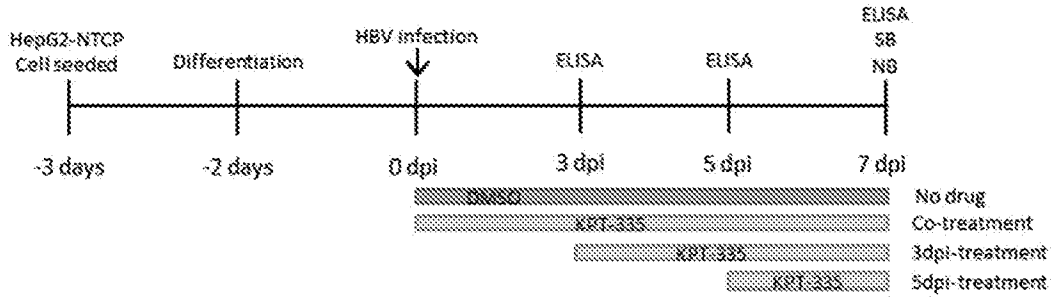 HepG2-NTCP
Cell seeded
Differentiation
HBV infection
ELISA
ELISA
ELISA
SB
NB
-3 days
-2 days
0 dpi
3 dpi
5 dpi
7 dpi
DMSO
No drug
KPT-335
Co-treatment
KPT-335
3dpi-treatment
KPT-335
5dpi-treatment